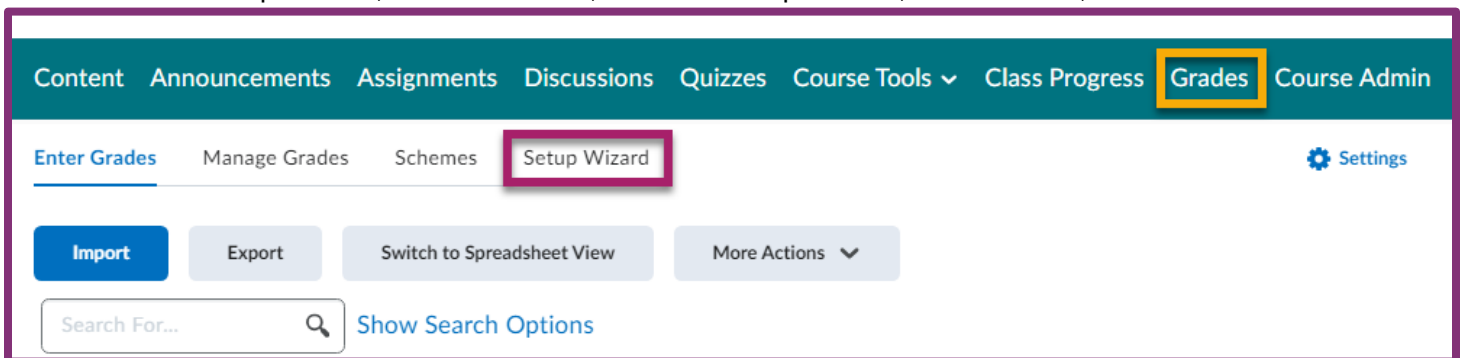 Content Announcements Assignments Discussions Quizzes Course Tools Class Progress Grades Course Admin
Enter Grades Manage Grades Schemes Setup Wizard Settings
Import Export Switch to Spreadsheet View More Actions
Search For... Show Search Options